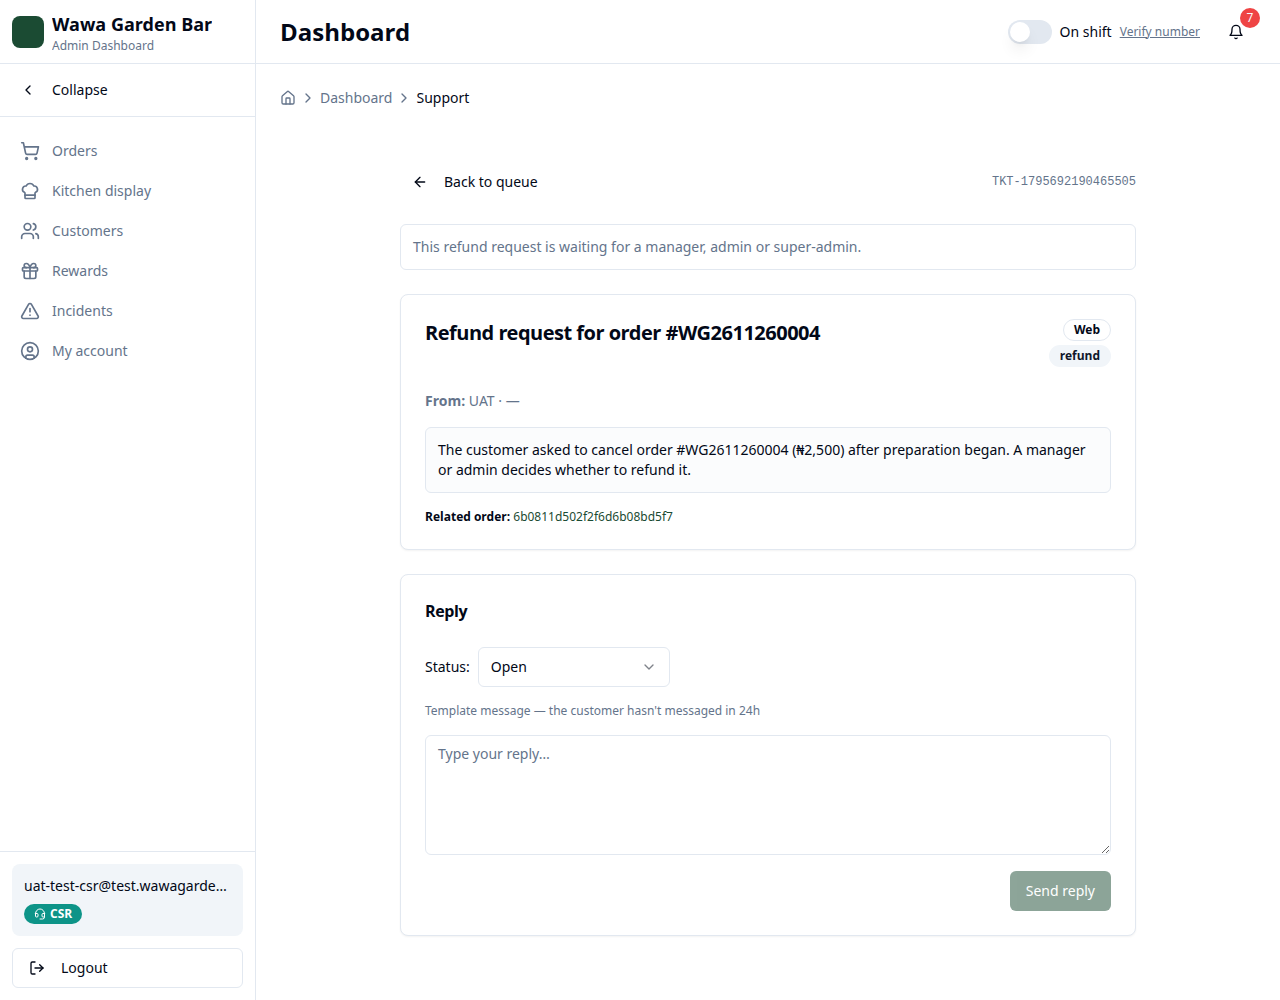 Wawa Garden Bar
Admin Dashboard
Collapse
Orders
Kitchen display
Customers
Rewards
Incidents
My account
uat-test-csr@test.wawagarde...
CSR
Logout
Dashboard
On shift
Verify number
7
Dashboard
Support
Back to queue
TKT-1795692190465505
This refund request is waiting for a manager, admin or super-admin.
Refund request for order #WG2611260004
Web
refund
From: UAT · —
The customer asked to cancel order #WG2611260004 (₦2,500) after preparation began. A manager
or admin decides whether to refund it.
Related order: 6b0811d502f2f6d6b08bd5f7
Reply
Status:
Open
Template message — the customer hasn't messaged in 24h
Type your reply...
Send reply